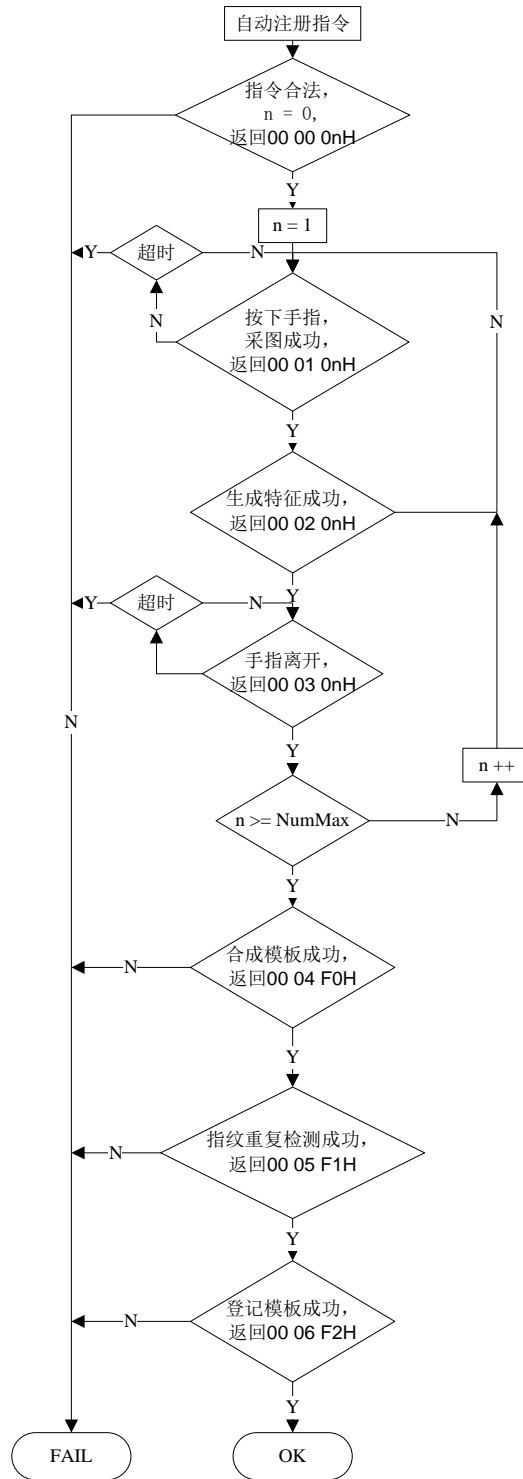 自动注册指令
指令合法，
n = 0,
返回00 00 0nH
Y
n = 1
Y
超时
N
N
N
按下手指，
采图成功，
返回00 01 0nH
Y
生成特征成功，
返回00 02 0nH
Y
Y
超时
N
手指离开，
返回00 03 0nH
N
Y
n ++
n >= NumMax
N
Y
合成模板成功，
返回00 04 F0H
N
Y
指纹重复检测成功，
返回00 05 F1H
N
Y
登记模板成功，
返回00 06 F2H
N
Y
FAIL
OK